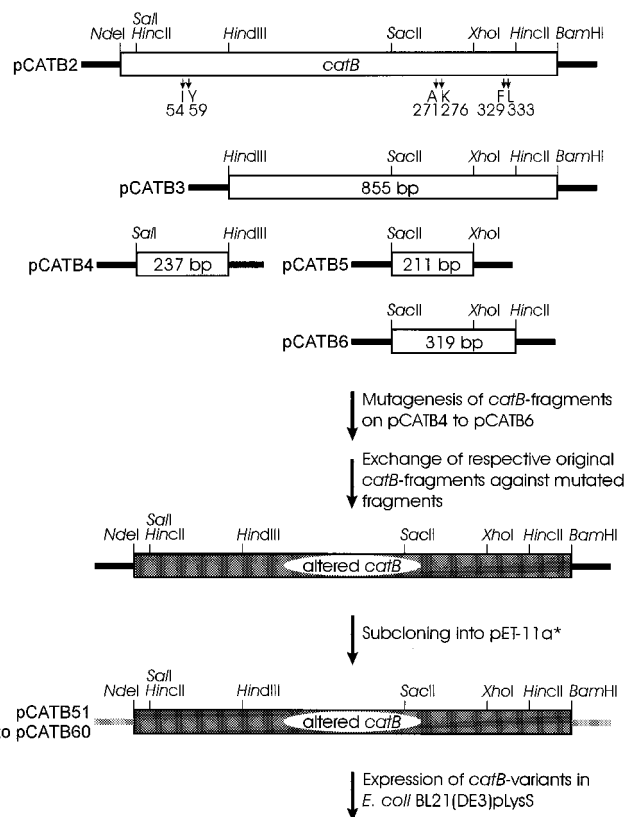 SalI
NdeI HincII HindIII SacII XhoI HincII BamHI
pCATB2 catB
I Y A K F L
54 59 271 276 329 333
HindIII SacII XhoI HincII BamHI
pCATB3 855 bp
SalI HindIII SacII XhoI
pCATB4 237 bp pCATB5 211 bp
SacII XhoI HincII
pCATB6 319 bp
Mutagenesis of catB-fragments
on pCATB4 to pCATB6
Exchange of respective original
catB-fragments against mutated
fragments
SalI
NdeI HincII HindIII SacII XhoI HincII BamHI
altered catB
Subcloning into pET-11a*
SalI
NdeI HincII HindIII SacII XhoI HincII BamHI
pCATB51
to pCATB60 altered catB
Expression of catB-variants in
E. coli BL21(DE3)pLysS